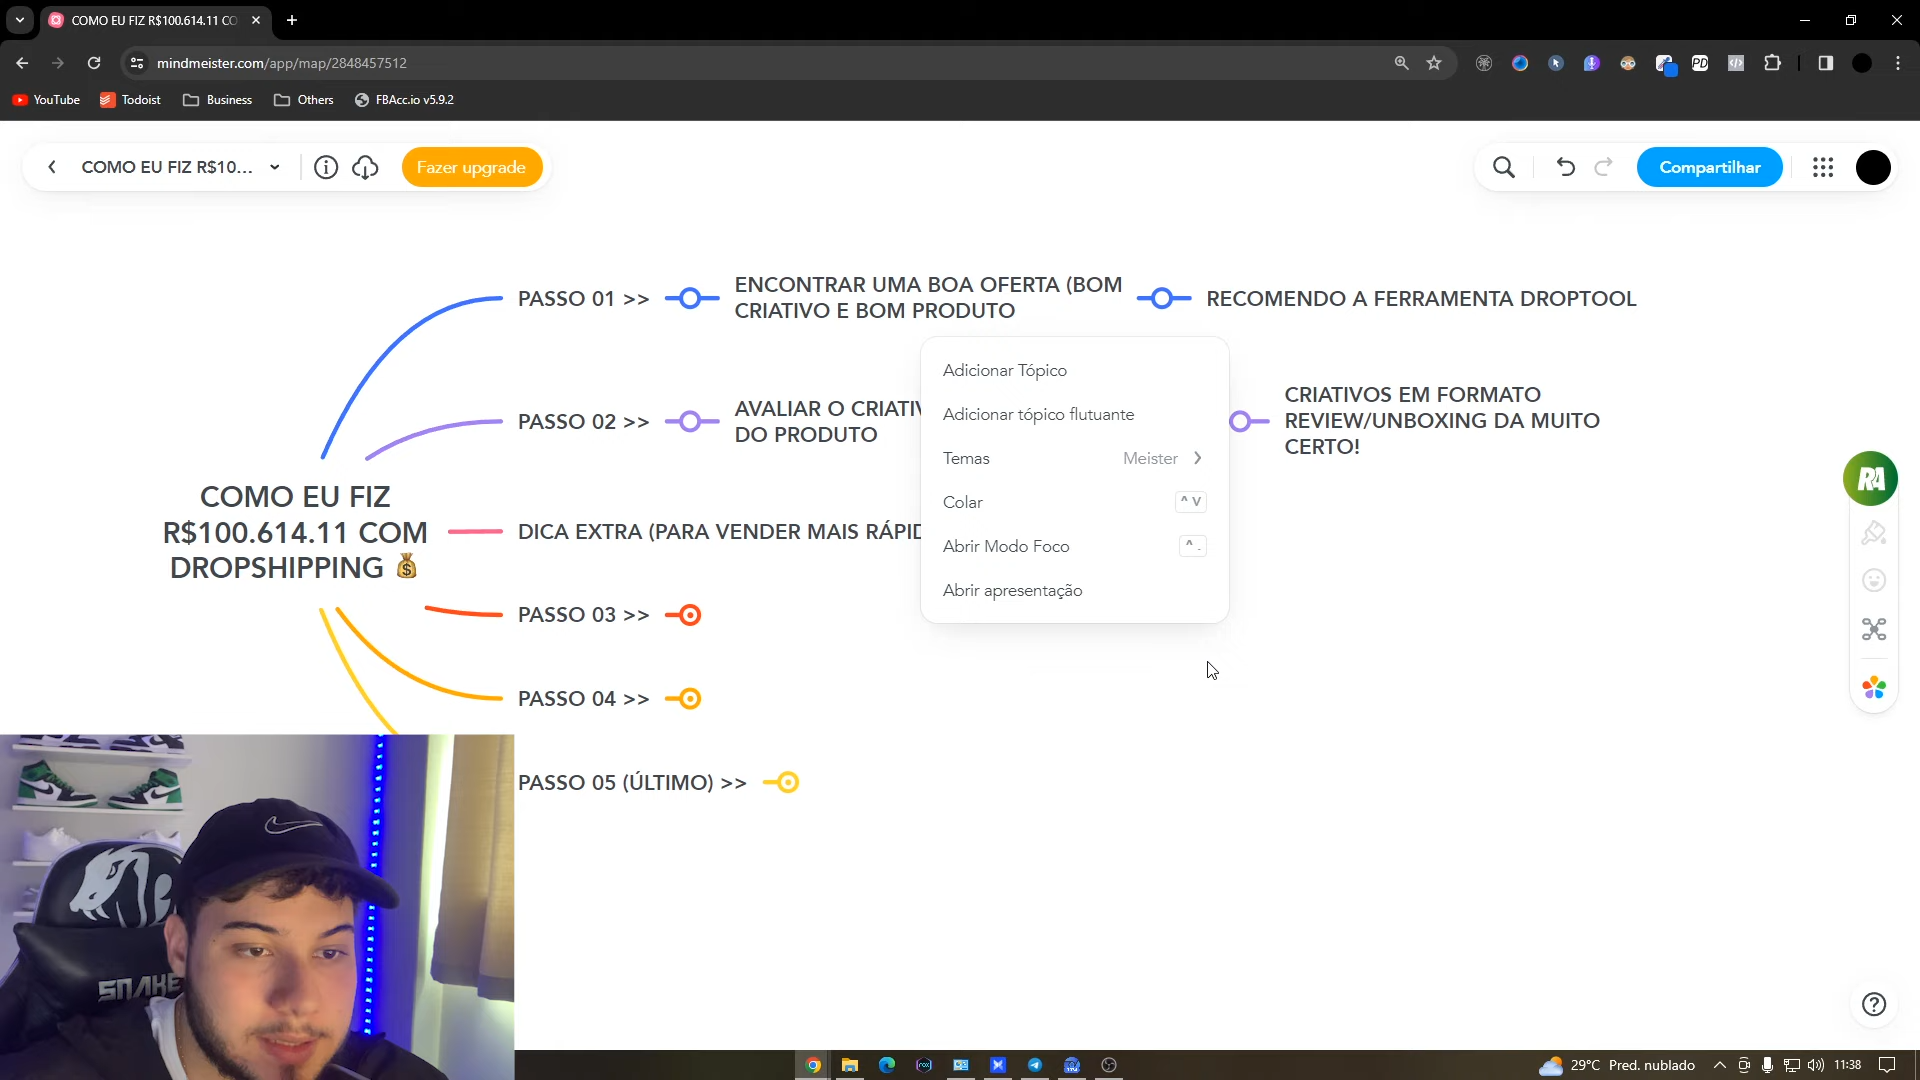 COMO EU FIZ R$100.614.11 CO
mindmeister.com/app/map/2848457512
YouTube
Todoist
Business
Others
FBAcc.io v5.9.2
COMO EU FIZ R$10...
Fazer upgrade
Compartilhar
PASSO 01 >>
ENCONTRAR UMA BOA OFERTA (BOM
CRIATIVO E BOM PRODUTO
RECOMENDO A FERRAMENTA DROPTOOL
PASSO 02 >>
AVALIAR O CRIATIV
DO PRODUTO
CRIATIVOS EM FORMATO
REVIEW/UNBOXING DA MUITO
CERTO!
Adicionar Tópico
Adicionar tópico flutuante
Temas Meister
Colar ^ V
Abrir Modo Foco ^ .
Abrir apresentação
COMO EU FIZ
R$100.614.11 COM
DROPSHIPPING 💰
DICA EXTRA (PARA VENDER MAIS RÁPID
PASSO 03 >>
PASSO 04 >>
PASSO 05 (ÚLTIMO) >>
RA
PD
SNAKE
29°C Pred. nublado
11:38